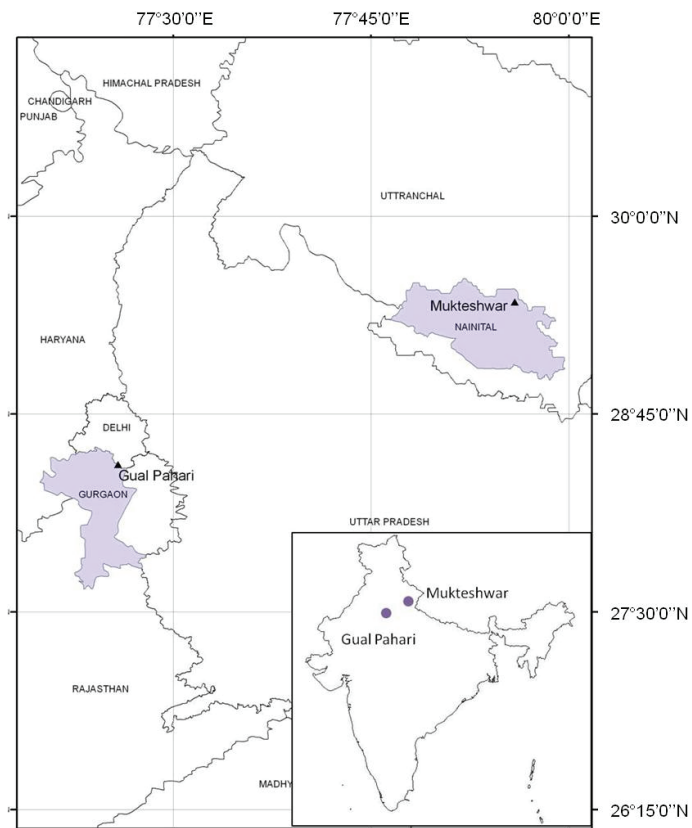 77°30'0''E 77°45'0''E 80°0'0''E
HIMACHAL PRADESH
CHANDIGARH
PUNJAB
UTTRANCHAL
30°0'0''N
Mukteshwar
NAINITAL
HARYANA
28°45'0''N
DELHI
Gual Pahari
GURGAON
UTTAR PRADESH
Mukteshwar
27°30'0''N
Gual Pahari
RAJASTHAN
MADHY
26°15'0''N